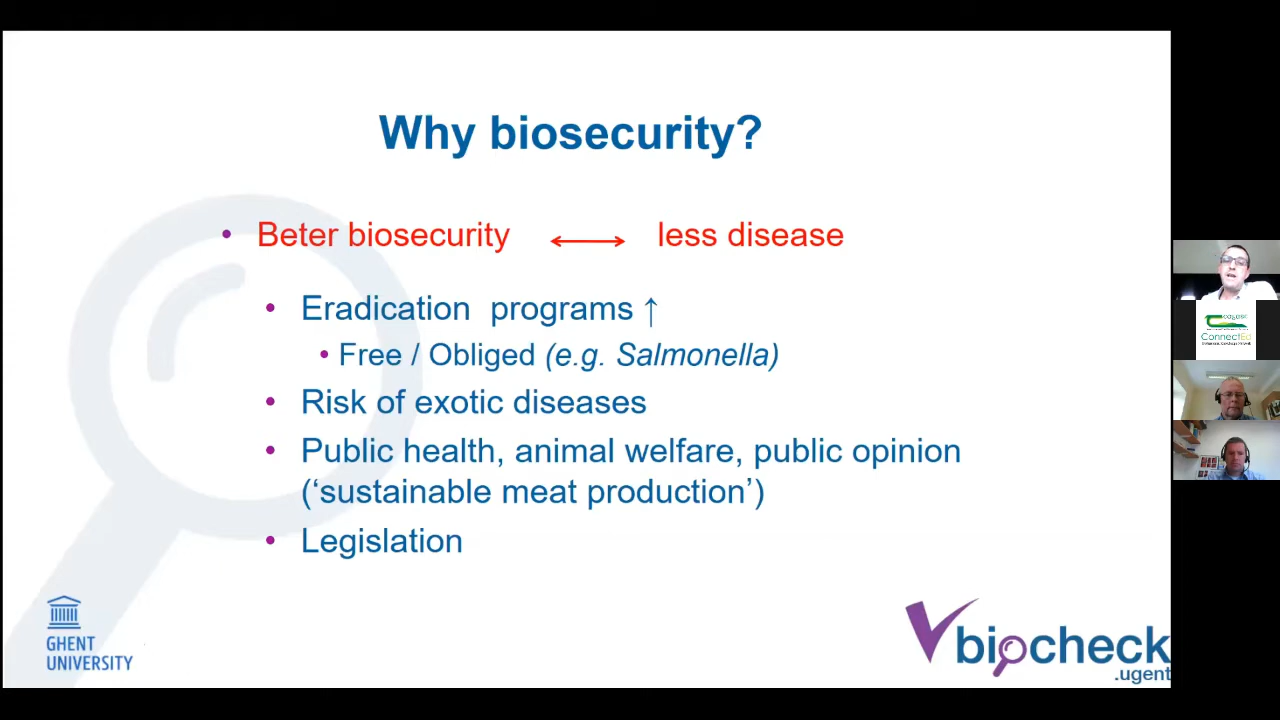 Why biosecurity?
• Beter biosecurity ⟷ less disease
• Eradication programs ↑
• Free / Obliged (e.g. Salmonella)
• Risk of exotic diseases
• Public health, animal welfare, public opinion
(‘sustainable meat production’)
• Legislation
GHENT
UNIVERSITY
biocheck
.ugent
ConnectEd